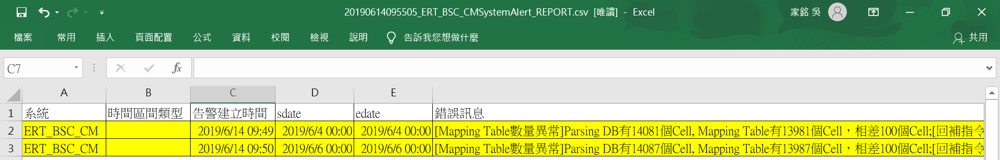 20190614095505_ERT_BSC_CMSystemAlert_REPORT.csv [唯讀] - Excel 家銘 吳
檔案 常用 插入 頁面配置 公式 資料 校閱 檢視 說明 告訴我您想做什麼 共用
C7 fx
A B C D E
1 系統 時間區間類型 告警建立時間 sdate edate 錯誤訊息
2 ERT_BSC_CM 2019/6/14 09:49 2019/6/4 00:00 2019/6/4 00:00 [Mapping Table數量異常]Parsing DB有14081個Cell, Mapping Table有13981個Cell，相差100個Cell;[回補指令
3 ERT_BSC_CM 2019/6/14 09:50 2019/6/6 00:00 2019/6/6 00:00 [Mapping Table數量異常]Parsing DB有14087個Cell, Mapping Table有13987個Cell，相差100個Cell;[回補指令